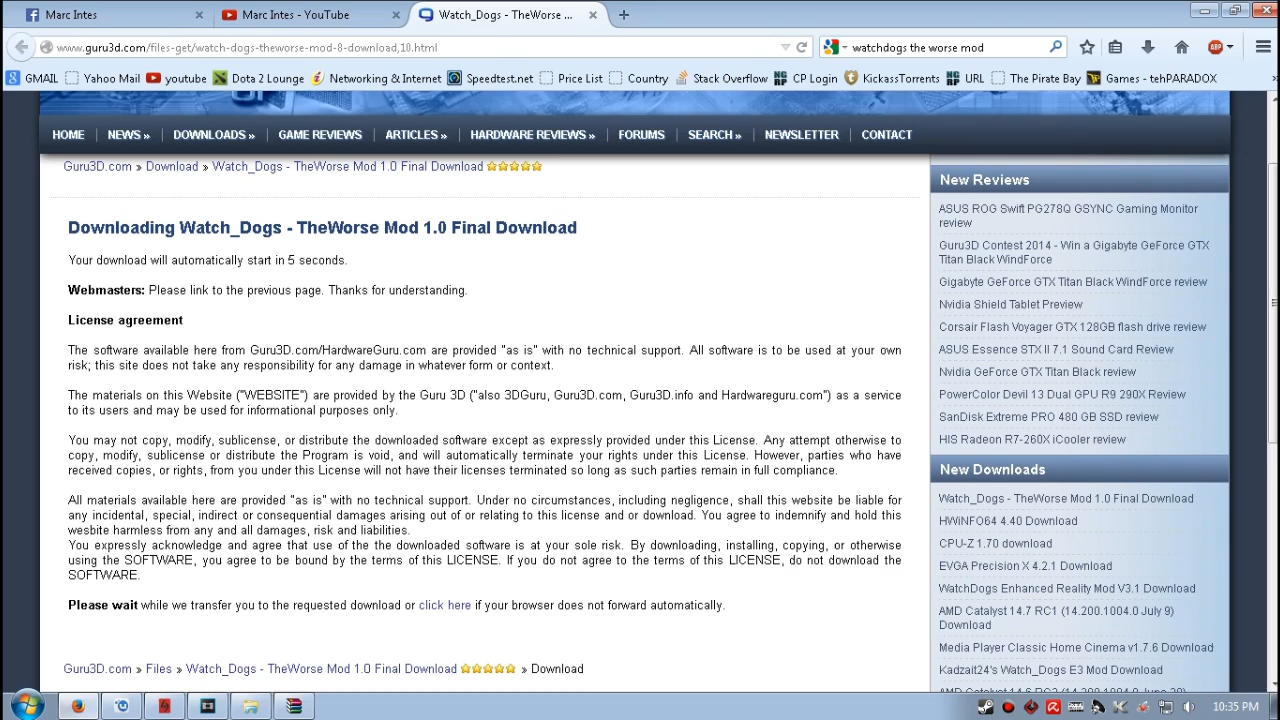 Marc Intes
Marc Intes - YouTube
Watch_Dogs - TheWorse ...
www.guru3d.com/files-get/watch-dogs-theworse-mod-8-download,10.html
watchdogs the worse mod
GMAIL
Yahoo Mail
youtube
Dota 2 Lounge
Networking & Internet
Speedtest.net
Price List
Country
Stack Overflow
CP Login
KickassTorrents
URL
The Pirate Bay
Games - tehPARADOX
HOME
NEWS »
DOWNLOADS »
GAME REVIEWS
ARTICLES »
HARDWARE REVIEWS »
FORUMS
SEARCH »
NEWSLETTER
CONTACT
Guru3D.com » Download » Watch_Dogs - TheWorse Mod 1.0 Final Download
Downloading Watch_Dogs - TheWorse Mod 1.0 Final Download
Your download will automatically start in 5 seconds.
Webmasters: Please link to the previous page. Thanks for understanding.
License agreement
The software available here from Guru3D.com/HardwareGuru.com are provided "as is" with no technical support. All software is to be used at your own
risk; this site does not take any responsibility for any damage in whatever form or context.
The materials on this Website ("WEBSITE") are provided by the Guru 3D ("also 3DGuru, Guru3D.com, Guru3D.info and Hardwareguru.com") as a service
to its users and may be used for informational purposes only.
You may not copy, modify, sublicense, or distribute the downloaded software except as expressly provided under this License. Any attempt otherwise to
copy, modify, sublicense or distribute the Program is void, and will automatically terminate your rights under this License. However, parties who have
received copies, or rights, from you under this License will not have their licenses terminated so long as such parties remain in full compliance.
All materials available here are provided "as is" with no technical support. Under no circumstances, including negligence, shall this website be liable for
any incidental, special, indirect or consequential damages arising out of or relating to this license and or download. You agree to indemnify and hold this
wesbite harmless from any and all damages, risk and liabilities.
You expressly acknowledge and agree that use of the the downloaded software is at your sole risk. By downloading, installing, copying, or otherwise
using the SOFTWARE, you agree to be bound by the terms of this LICENSE. If you do not agree to the terms of this LICENSE, do not download the
SOFTWARE.
Please wait while we transfer you to the requested download or click here if your browser does not forward automatically.
Guru3D.com » Files » Watch_Dogs - TheWorse Mod 1.0 Final Download » Download
New Reviews
ASUS ROG Swift PG278Q GSYNC Gaming Monitor
review
Guru3D Contest 2014 - Win a Gigabyte GeForce GTX
Titan Black WindForce
Gigabyte GeForce GTX Titan Black WindForce review
Nvidia Shield Tablet Preview
Corsair Flash Voyager GTX 128GB flash drive review
ASUS Essence STX II 7.1 Sound Card Review
Nvidia GeForce GTX Titan Black review
PowerColor Devil 13 Dual GPU R9 290X Review
SanDisk Extreme PRO 480 GB SSD review
HIS Radeon R7-260X iCooler review
New Downloads
Watch_Dogs - TheWorse Mod 1.0 Final Download
HWiNFO64 4.40 Download
CPU-Z 1.70 download
EVGA Precision X 4.2.1 Download
WatchDogs Enhanced Reality Mod V3.1 Download
AMD Catalyst 14.7 RC1 (14.200.1004.0 July 9)
Download
Media Player Classic Home Cinema v1.7.6 Download
Kadzait24's Watch_Dogs E3 Mod Download
10:35 PM